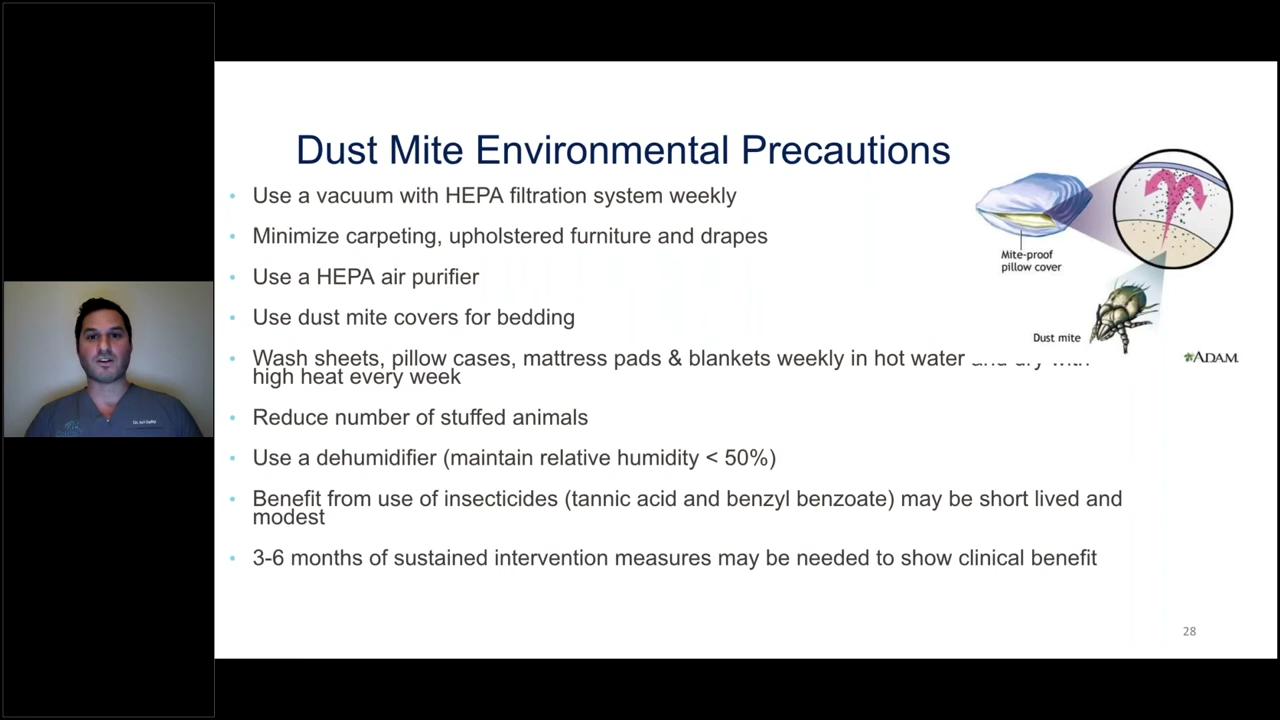 Dust Mite Environmental Precautions
• Use a vacuum with HEPA filtration system weekly
• Minimize carpeting, upholstered furniture and drapes
• Use a HEPA air purifier
• Use dust mite covers for bedding
• Wash sheets, pillow cases, mattress pads & blankets weekly in hot water and dry with
high heat every week
• Reduce number of stuffed animals
• Use a dehumidifier (maintain relative humidity < 50%)
• Benefit from use of insecticides (tannic acid and benzyl benzoate) may be short lived and
modest
• 3-6 months of sustained intervention measures may be needed to show clinical benefit
Mite-proof
pillow cover
Dust mite
ADAM.
28